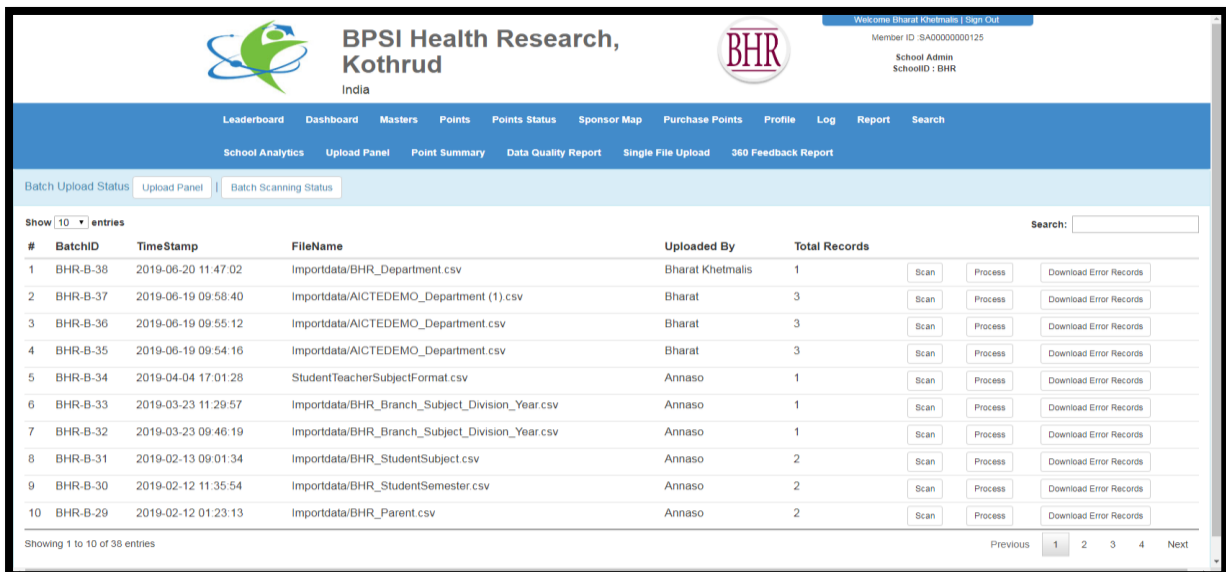 Welcome Bharat Khetmalis | Sign Out
BPSI Health Research, Kothrud
India
BHR
Member ID :SA00000000125
School Admin
SchoolID : BHR
Leaderboard Dashboard Masters Points Points Status Sponsor Map Purchase Points Profile Log Report Search
School Analytics Upload Panel Point Summary Data Quality Report Single File Upload 360 Feedback Report
Batch Upload Status Upload Panel | Batch Scanning Status
Show 10 entries Search:
# BatchID TimeStamp FileName Uploaded By Total Records
1 BHR-B-38 2019-06-20 11:47:02 Importdata/BHR_Department.csv Bharat Khetmalis 1 Scan Process Download Error Records
2 BHR-B-37 2019-06-19 09:58:40 Importdata/AICTEDEMO_Department (1).csv Bharat 3 Scan Process Download Error Records
3 BHR-B-36 2019-06-19 09:55:12 Importdata/AICTEDEMO_Department.csv Bharat 3 Scan Process Download Error Records
4 BHR-B-35 2019-06-19 09:54:16 Importdata/AICTEDEMO_Department.csv Bharat 3 Scan Process Download Error Records
5 BHR-B-34 2019-04-04 17:01:28 StudentTeacherSubjectFormat.csv Annaso 1 Scan Process Download Error Records
6 BHR-B-33 2019-03-23 11:29:57 Importdata/BHR_Branch_Subject_Division_Year.csv Annaso 1 Scan Process Download Error Records
7 BHR-B-32 2019-03-23 09:46:19 Importdata/BHR_Branch_Subject_Division_Year.csv Annaso 1 Scan Process Download Error Records
8 BHR-B-31 2019-02-13 09:01:34 Importdata/BHR_StudentSubject.csv Annaso 2 Scan Process Download Error Records
9 BHR-B-30 2019-02-12 11:35:54 Importdata/BHR_StudentSemester.csv Annaso 2 Scan Process Download Error Records
10 BHR-B-29 2019-02-12 01:23:13 Importdata/BHR_Parent.csv Annaso 2 Scan Process Download Error Records
Showing 1 to 10 of 38 entries Previous 1 2 3 4 Next